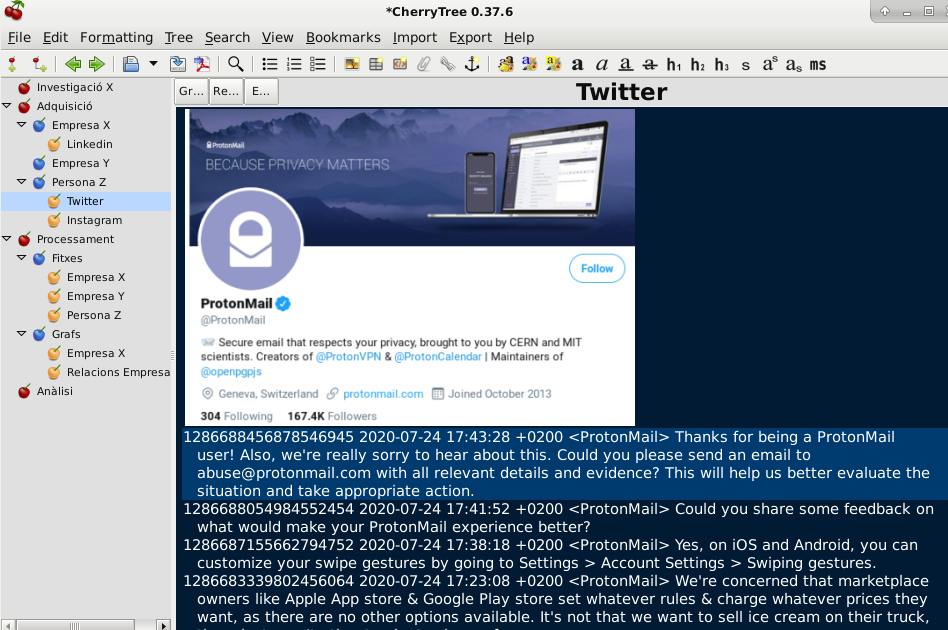 *CherryTree 0.37.6
File Edit Formatting Tree Search View Bookmarks Import Export Help
a a a a h1 h2 h3 s aS as ms
Investigació X
Adquisició
Empresa X
Linkedin
Empresa Y
Persona Z
Twitter
Instagram
Processament
Fitxes
Empresa X
Empresa Y
Persona Z
Grafs
Empresa X
Relacions Empresa
Anàlisi
Gr... Re... E...
Twitter
ProtonMail
BECAUSE PRIVACY MATTERS
Follow
ProtonMail
@ProtonMail
Secure email that respects your privacy, brought to you by CERN and MIT
scientists. Creators of @ProtonVPN & @ProtonCalendar | Maintainers of
@openpgpjs
Geneva, Switzerland protonmail.com Joined October 2013
304 Following 167.4K Followers
1286688456878546945 2020-07-24 17:43:28 +0200 <ProtonMail> Thanks for being a ProtonMail
user! Also, we're really sorry to hear about this. Could you please send an email to
abuse@protonmail.com with all relevant details and evidence? This will help us better evaluate the
situation and take appropriate action.
1286688054984552454 2020-07-24 17:41:52 +0200 <ProtonMail> Could you share some feedback on
what would make your ProtonMail experience better?
1286687155662794752 2020-07-24 17:38:18 +0200 <ProtonMail> Yes, on iOS and Android, you can
customize your swipe gestures by going to Settings > Account Settings > Swiping gestures.
1286683339802456064 2020-07-24 17:23:08 +0200 <ProtonMail> We're concerned that marketplace
owners like Apple App store & Google Play store set whatever rules & charge whatever prices they
want, as there are no other options available. It's not that we want to sell ice cream on their truck,